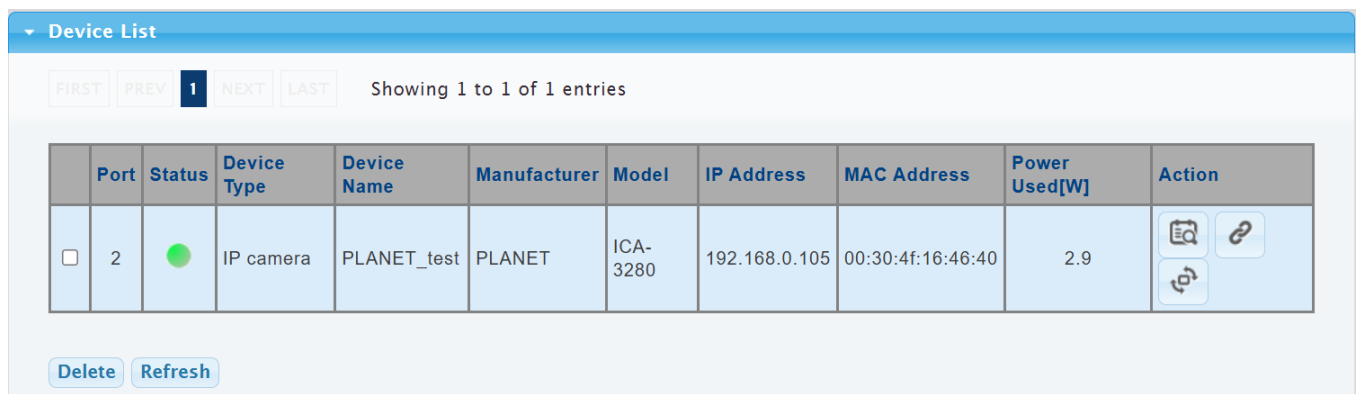 Device List
FIRST PREV 1 NEXT LAST Showing 1 to 1 of 1 entries
Port Status Device Type Device Name Manufacturer Model IP Address MAC Address Power Used[W] Action
2 IP camera PLANET_test PLANET ICA-3280 192.168.0.105 00:30:4f:16:46:40 2.9
Delete Refresh